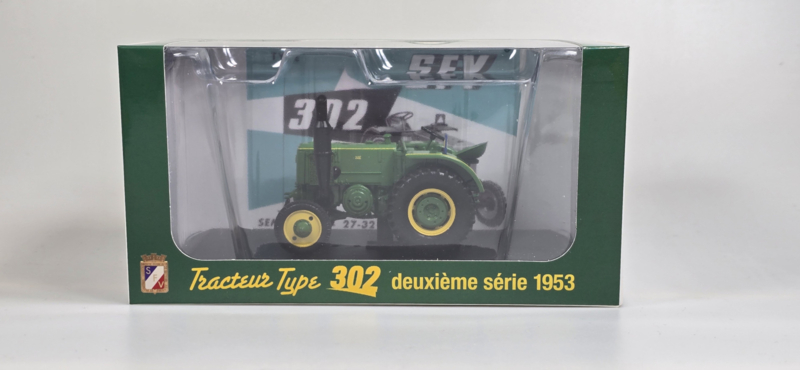 SFV
302
27-32
Tracteur Type 302 deuxième série 1953
S
V